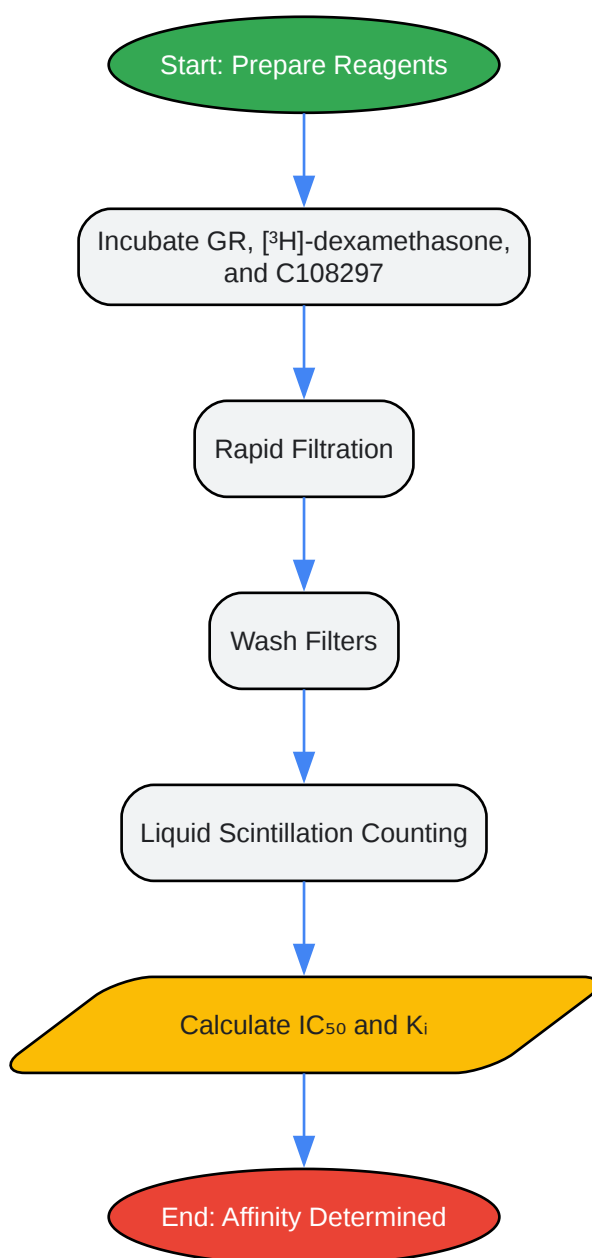 Start: Prepare Reagents
Incubate GR, [³H]-dexamethasone,
and C108297
Rapid Filtration
Wash Filters
Liquid Scintillation Counting
Calculate IC₅₀ and Kᵢ
End: Affinity Determined